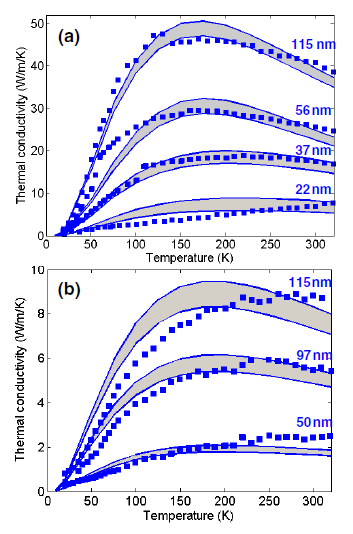 (a)
Thermal conductivity (W/m/K)
50
40
30
20
10
0
115 nm
56 nm
37 nm
22 nm
0 50 100 150 200 250 300
Temperature (K)
(b)
Thermal conductivity (W/m/K)
10
8
6
4
2
0
115 nm
97 nm
50 nm
0 50 100 150 200 250 300
Temperature (K)